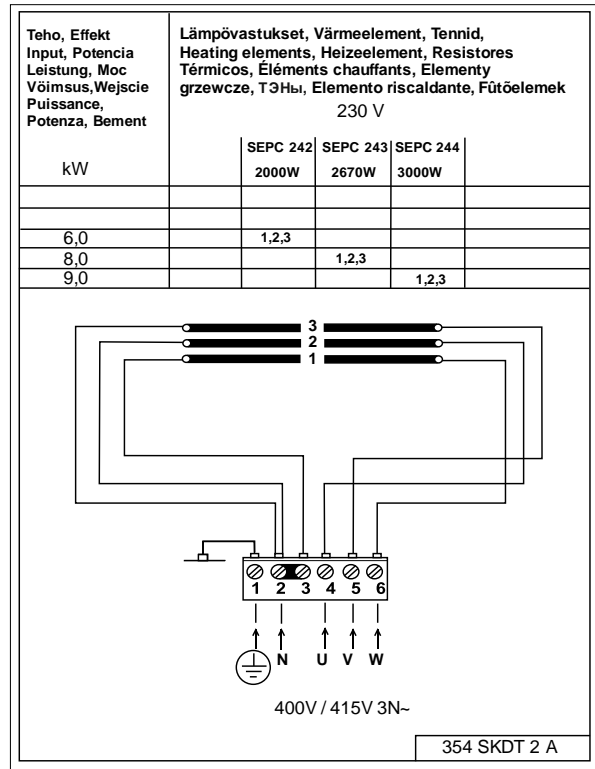 Teho, Effekt
Input, Potencia
Leistung, Moc
Vöimsus,Wejscie
Puissance,
Potenza, Bement
Lämpövastukset, Värmeelement, Tennid,
Heating elements, Heizeelement, Resistores
Térmicos, Éléments chauffants, Elementy
grzewcze, ТЭНы, Elemento riscaldante, Fûtõelemek
230 V
kW
SEPC 242 SEPC 243 SEPC 244
2000W 2670W 3000W
6,0 1,2,3
8,0 1,2,3
9,0 1,2,3
3
2
1
1 2 3 4 5 6
N U V W
400V / 415V 3N~
354 SKDT 2 A